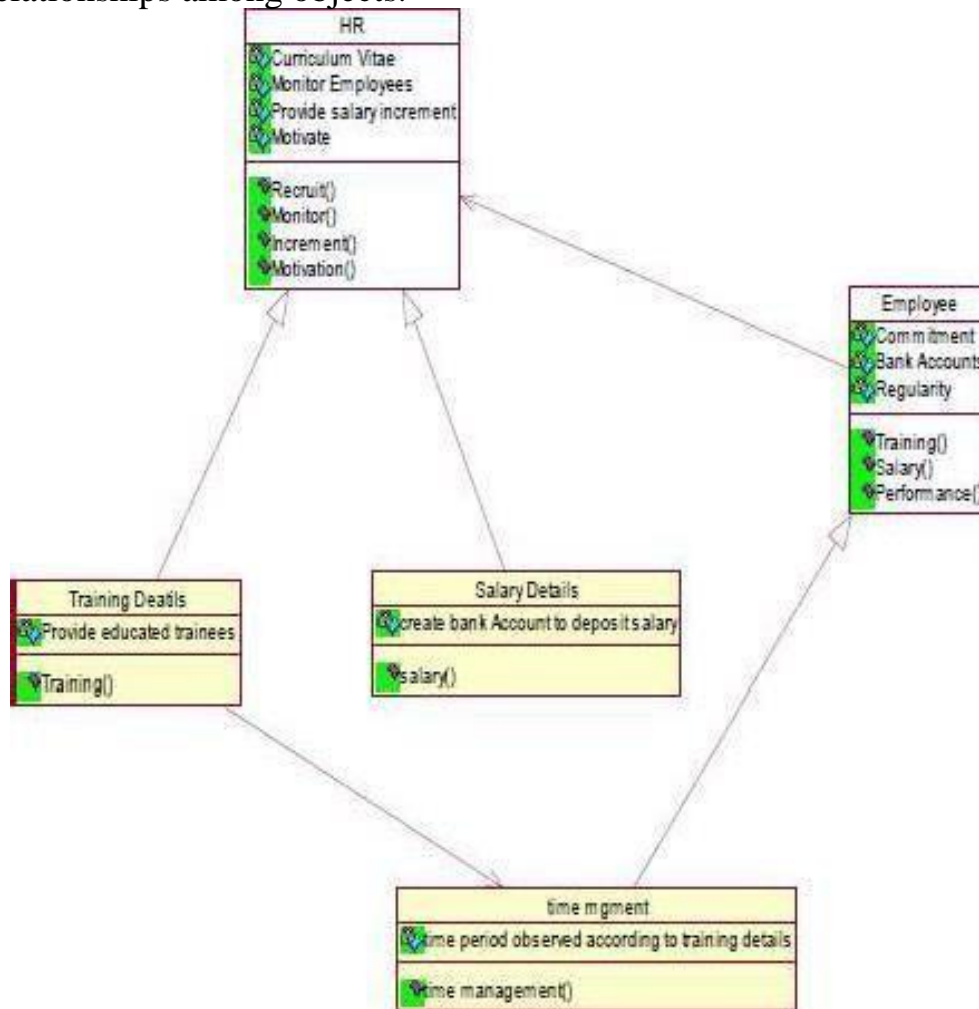 elationships among objects.
HR
Curriculum Vitae
Monitor Employees
Provide salary increment
Motivate
Recruit()
Monitor()
Increment()
Motivation()
Employee
Commitment
Bank Accounts
Regularity
Training()
Salary()
Performance()
Training Deatils
Provide educated trainees
Training()
Salary Details
create bank Account to deposit salary
salary()
time mgment
time period observed according to training details
time management()